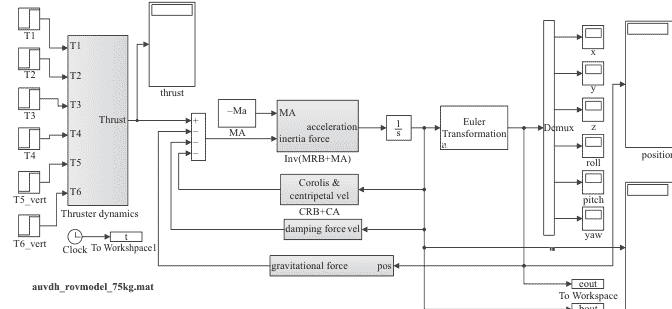 T1
T2
T3
T4
T5_vert
T6_vert
T1
T2
T3
T4
T5
T6
Thrust
Thruster dynamics
thrust
Clock
t
To Workshpace1
auvdh_rovmodel_75kg.mat
+
−
−
−
−Ma
MA
MA
acceleration
inertia force
Inv(MRB+MA)
1
s
Euler
Transformation
Corolis &
centripetal vel
CRB+CA
damping force vel
gravitational force
pos
Demux
x
y
z
roll
pitch
yaw
position
eout
To Workspace